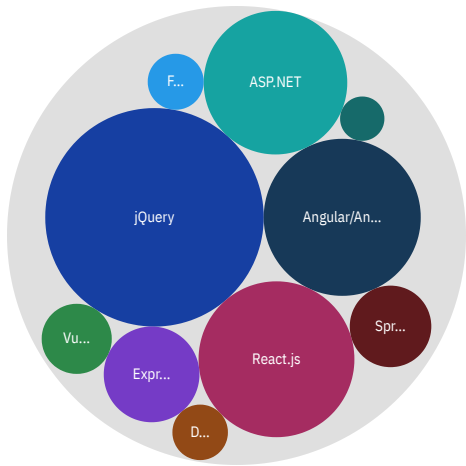 F...
ASP.NET
jQuery
Angular/An...
Vu...
Expr...
React.js
Spr...
D...